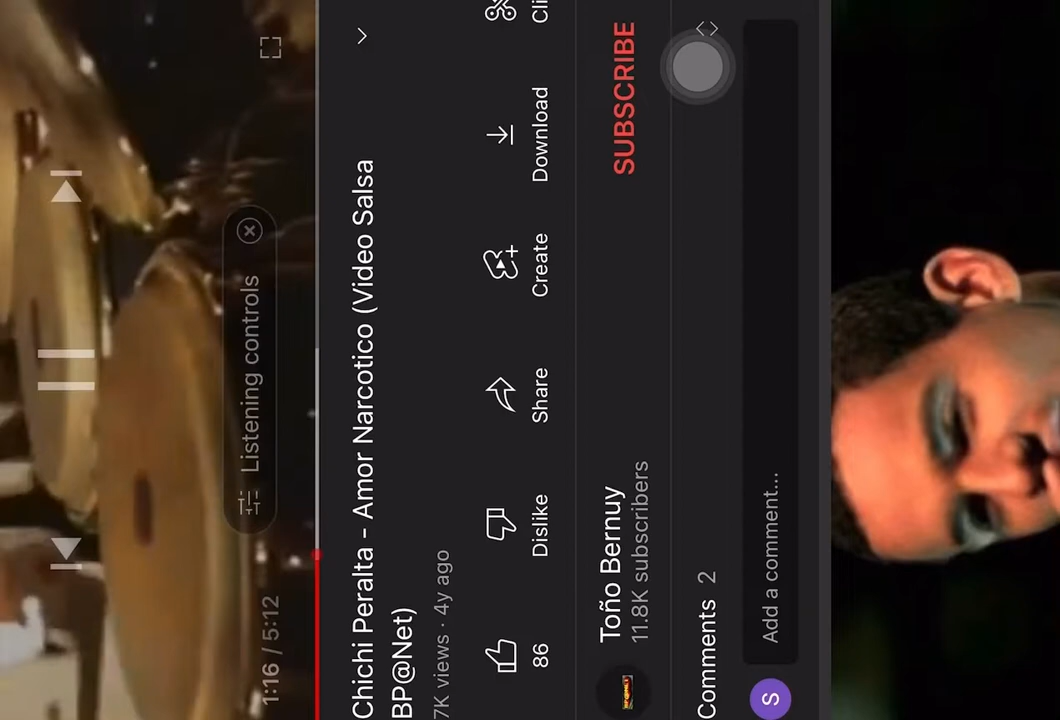 1:16 / 5:12
Listening controls
Chichi Peralta - Amor Narcotico (Video Salsa
BP@Net)
7K views · 4y ago
86
Dislike
Share
Create
Download
Cli
Toño Bernuy
11.8K subscribers
SUBSCRIBE
Comments 2
S
Add a comment...